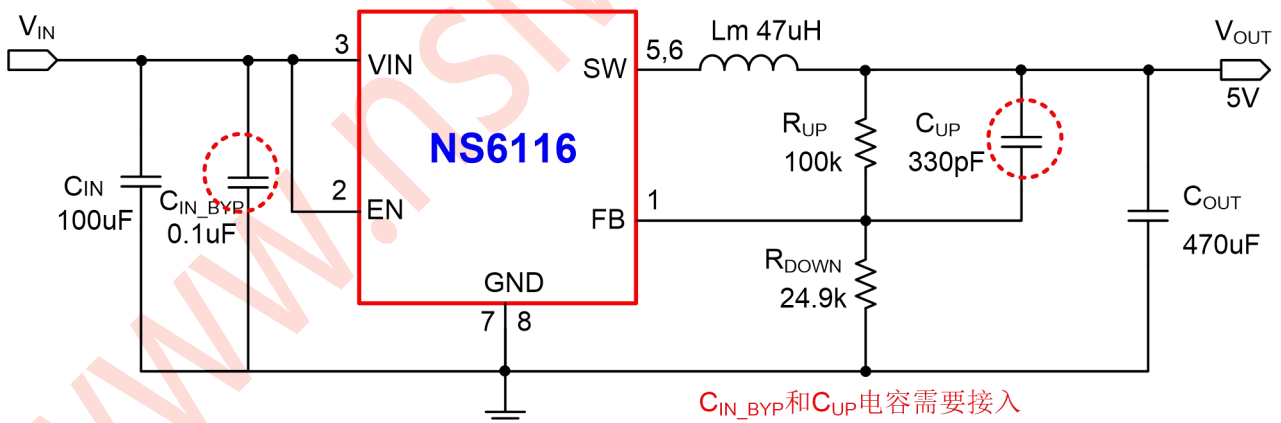 VIN
3
VIN
2
EN
NS6116
SW
5,6
Lm 47uH
VOUT
5V
RUP
100k
CUP
330pF
CIN
100uF
CIN_BYP
0.1uF
FB
1
COUT
470uF
RDOWN
24.9k
GND
7 8
CIN_BYP和CUP电容需要接入